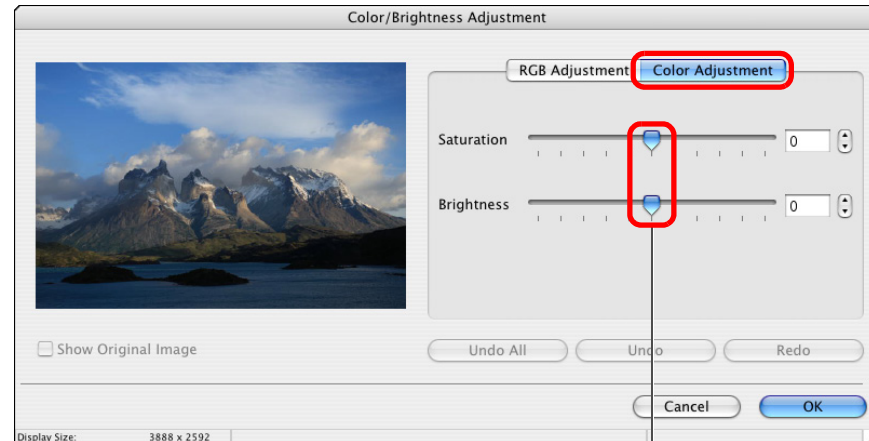 Color/Brightness Adjustment
RGB Adjustment Color Adjustment
Saturation 0
Brightness 0
Show Original Image Undo All Undo Redo
Cancel OK
Display Size: 3888 x 2592